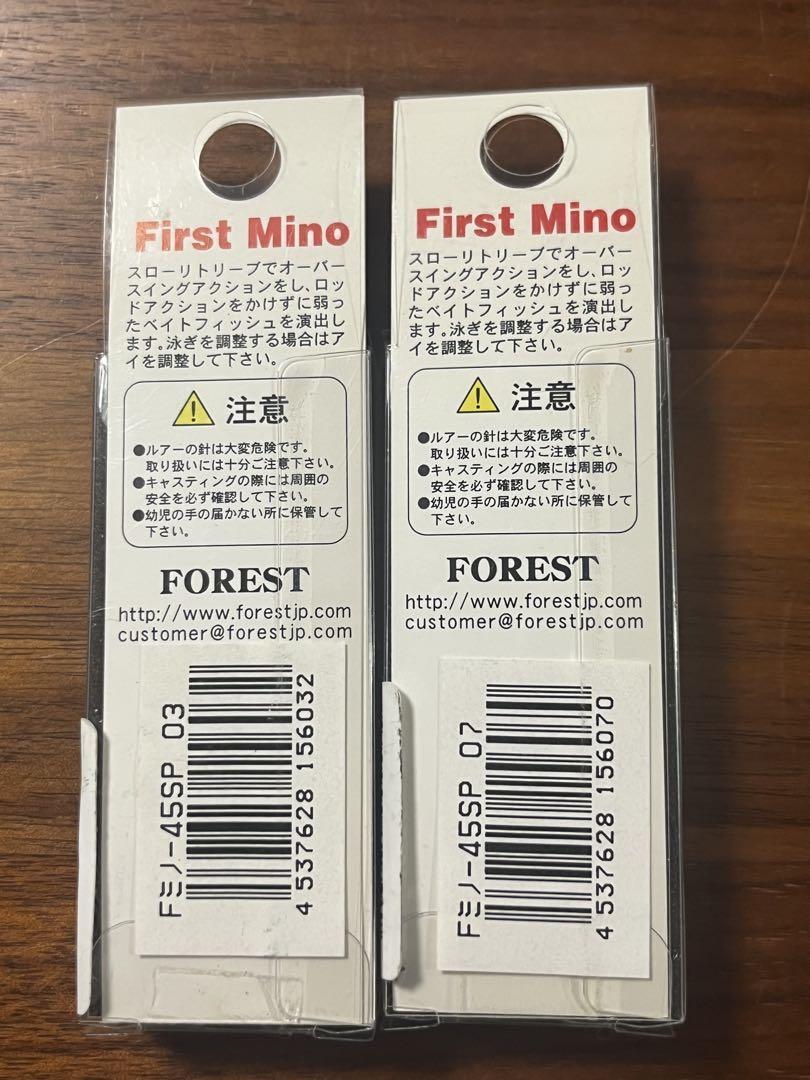 First Mino
スローリトリーブでオーバー
スイングアクションをし、ロッ
ドアクションをかけずに弱っ
たベイトフィッシュを演出し
ます。泳ぎを調整する場合はア
イを調整して下さい。
注意
●ルアーの針は大変危険です。
取り扱いには十分ご注意下さい。
●キャスティングの際には周囲の
安全を必ず確認して下さい。
●幼児の手の届かない所に保管して
下さい。
FOREST
http://www.forestjp.com
customer@forestjp.com
Fミノー45SP 03
4 537628 156032
First Mino
スローリトリーブでオーバー
スイングアクションをし、ロッ
ドアクションをかけずに弱っ
たベイトフィッシュを演出し
ます。泳ぎを調整する場合はア
イを調整して下さい。
注意
●ルアーの針は大変危険です。
取り扱いには十分ご注意下さい。
●キャスティングの際には周囲の
安全を必ず確認して下さい。
●幼児の手の届かない所に保管して
下さい。
FOREST
http://www.forestjp.com
customer@forestjp.com
Fミノー45SP 07
4 537628 156070